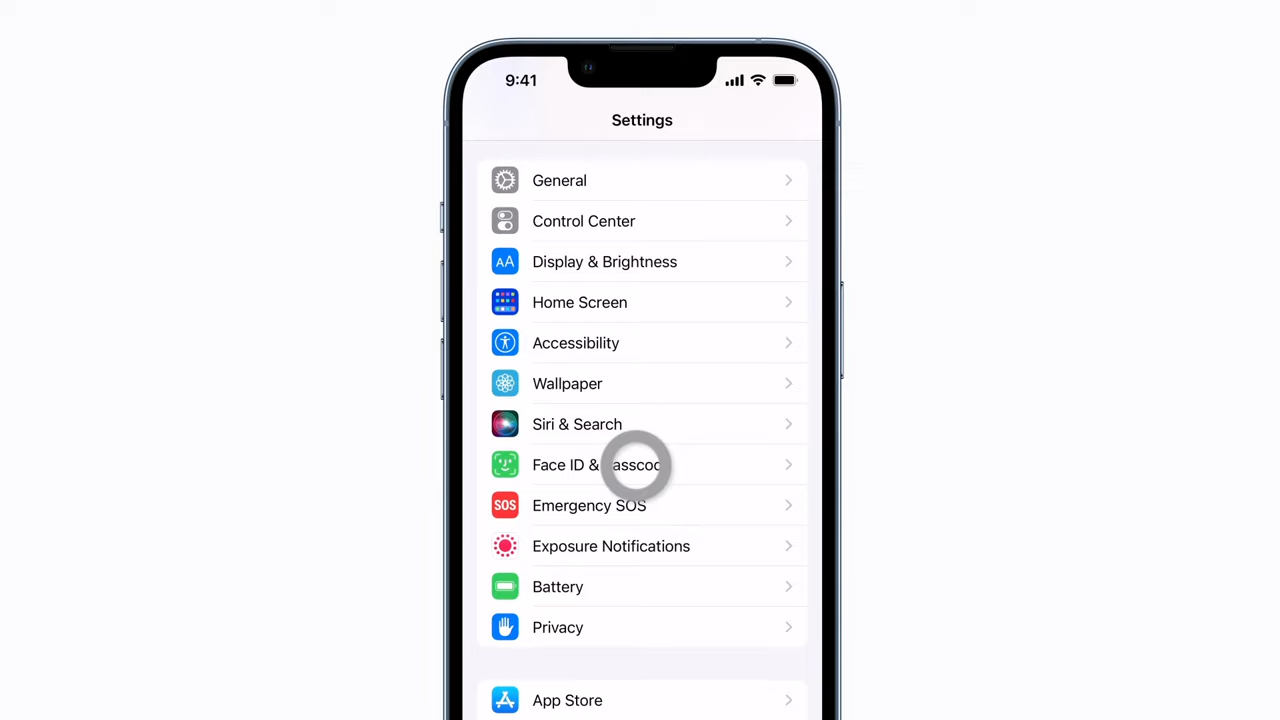 9:41
Settings
General
Control Center
AA
Display & Brightness
Home Screen
Accessibility
Wallpaper
Siri & Search
Face ID &
SOS
Emergency SOS
Exposure Notifications
Battery
Privacy
App Store